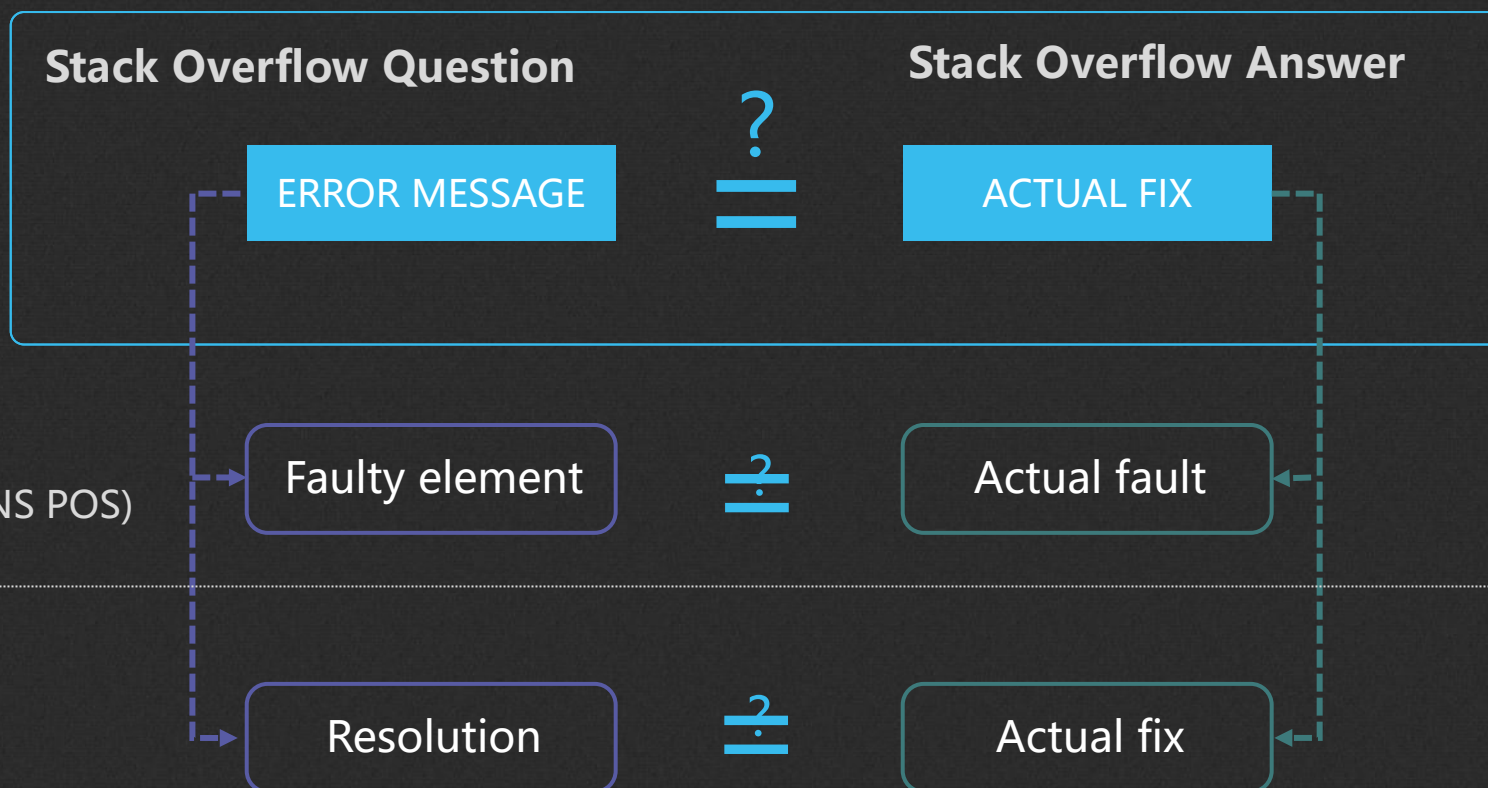 Stack Overflow Question
Stack Overflow Answer
?
=
ERROR MESSAGE
ACTUAL FIX
Faulty element
?
=
Actual fault
NS POS)
Resolution
?
=
Actual fix